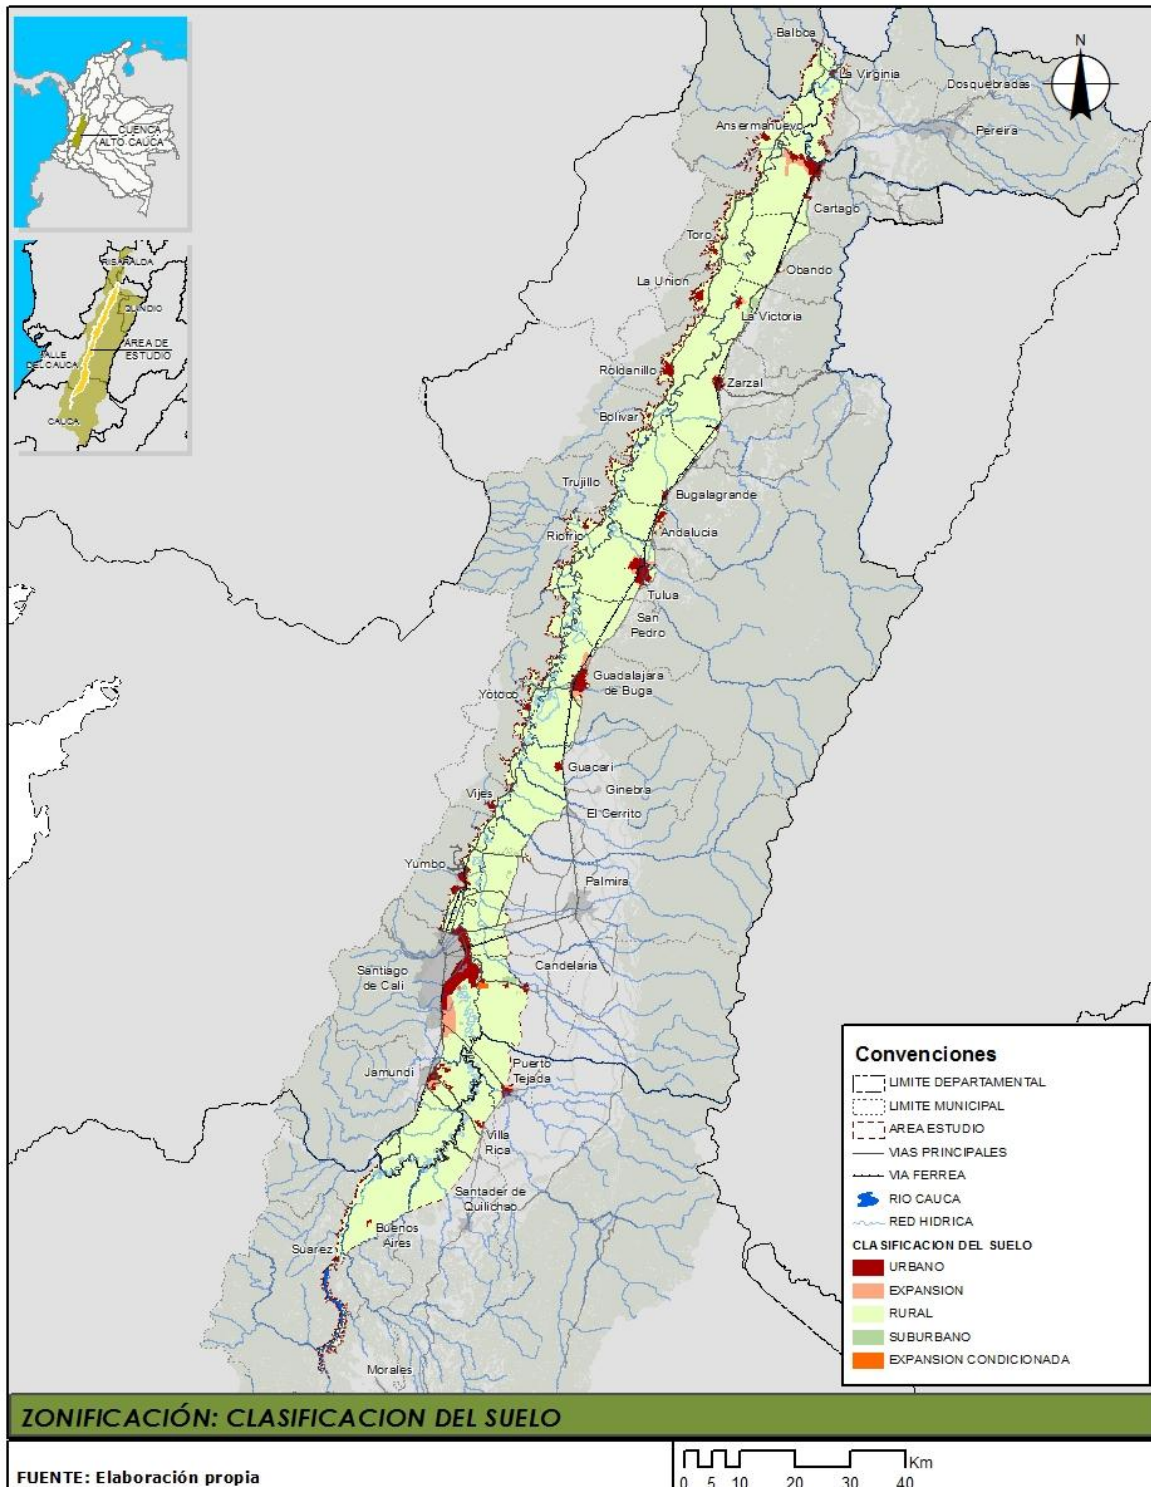 CUENCA
ALTO CAUCA
RISARALDA
QUINDIO
AREA DE
ESTUDIO
VALLE
DEL CAUCA
CAUCA
N
Balboa
La Virginia
Dosquebradas
Pereira
Ansermanuevo
Cartago
Toro
Obando
La Union
La Victoria
Roldanillo
Zarzal
Bolivar
Trujillo
Bugalagrande
Riofrio
Andalucia
Tulua
San
Pedro
Guadalajara
de Buga
Yotoco
Guacari
Ginebra
Vijes
El Cerrito
Yumbo
Palmira
Santiago
de Cali
Candelaria
Jamundi
Puerto
Tejada
Villa
Rica
Santader de
Quilichao
Buenos
Aires
Suarez
Morales
Convenciones
LIMITE DEPARTAMENTAL
LIMITE MUNICIPAL
AREA ESTUDIO
VIAS PRINCIPALES
VIA FERREA
RIO CAUCA
RED HIDRICA
CLASIFICACION DEL SUELO
URBANO
EXPANSION
RURAL
SUBURBANO
EXPANSION CONDICIONADA
ZONIFICACIÓN: CLASIFICACION DEL SUELO
FUENTE: Elaboración propia
Km
0 5 10 20 30 40